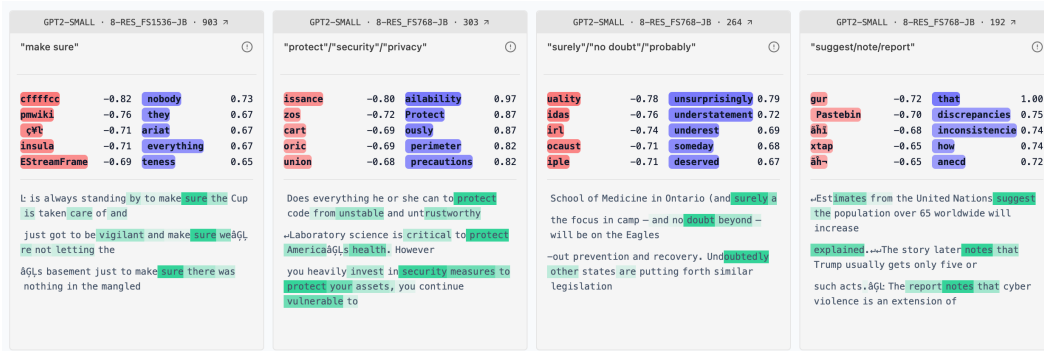 GPT2-SMALL · 8-RES_FS1536-JB · 903 ↗
"make sure"
cffffcc -0.82 nobody 0.73
pmwiki -0.76 they 0.67
ç¥ŀ -0.71 ariat 0.67
insula -0.71 everything 0.67
EStreamFrame -0.69 teness 0.65
Ŀ is always standing by to make sure the Cup
is taken care of and
just got to be vigilant and make sure weâĢĻ
re not letting the
âĢĻs basement just to make sure there was
nothing in the mangled
GPT2-SMALL · 8-RES_FS768-JB · 303 ↗
"protect"/"security"/"privacy"
issance -0.80 ailability 0.97
zos -0.72 Protect 0.87
cart -0.69 ously 0.87
oric -0.69 perimeter 0.82
union -0.68 precautions 0.82
Does everything he or she can to protect
code from unstable and untrustworthy
↵Laboratory science is critical to protect
AmericaâĢĻs health. However
you heavily invest in security measures to
protect your assets, you continue
vulnerable to
GPT2-SMALL · 8-RES_FS768-JB · 264 ↗
"surely"/"no doubt"/"probably"
uality -0.78 unsurprisingly 0.79
idas -0.76 understatement 0.72
irl -0.74 underest 0.69
ocaust -0.71 someday 0.68
iple -0.71 deserved 0.67
School of Medicine in Ontario (and surely a
the focus in camp — and no doubt beyond —
will be on the Eagles
—out prevention and recovery. Undoubtedly
other states are putting forth similar
legislation
GPT2-SMALL · 8-RES_FS768-JB · 192 ↗
"suggest/note/report"
gur -0.72 that 1.00
Pastebin -0.70 discrepancies 0.75
-0.68 inconsistencie 0.74
xtap -0.65 how 0.74
âĦ¬ -0.65 anecd 0.72
↵Estimates from the United Nations suggest
the population over 65 worldwide will
increase
explained.↵↵The story later notes that
Trump usually gets only five or
such acts.âĢĿ The report notes that cyber
violence is an extension of